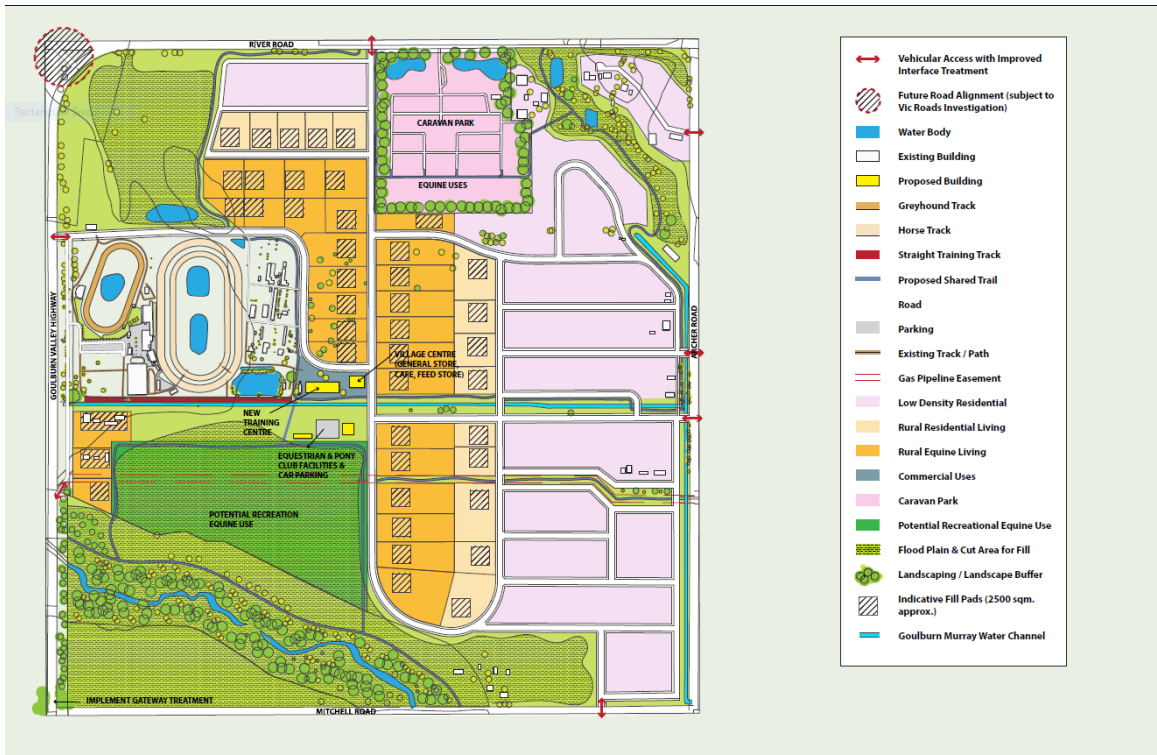 RIVER ROAD
CARAVAN PARK
EQUINE USES
GOULBURN VALLEY HIGHWAY
ARCHER ROAD
VILLAGE CENTRE
(GENERAL STORE,
CAFE, FEED STORE)
NEW
TRAINING
CENTRE
EQUESTRIAN & PONY
CLUB FACILITIES &
CAR PARKING
POTENTIAL RECREATION
EQUINE USE
IMPLEMENT GATEWAY TREATMENT
MITCHELL ROAD
Vehicular Access with Improved
Interface Treatment
Future Road Alignment (subject to
Vic Roads Investigation)
Water Body
Existing Building
Proposed Building
Greyhound Track
Horse Track
Straight Training Track
Proposed Shared Trail
Road
Parking
Existing Track / Path
Gas Pipeline Easement
Low Density Residential
Rural Residential Living
Rural Equine Living
Commercial Uses
Caravan Park
Potential Recreational Equine Use
Flood Plain & Cut Area for Fill
Landscaping / Landscape Buffer
Indicative Fill Pads (2500 sqm.
approx.)
Goulburn Murray Water Channel